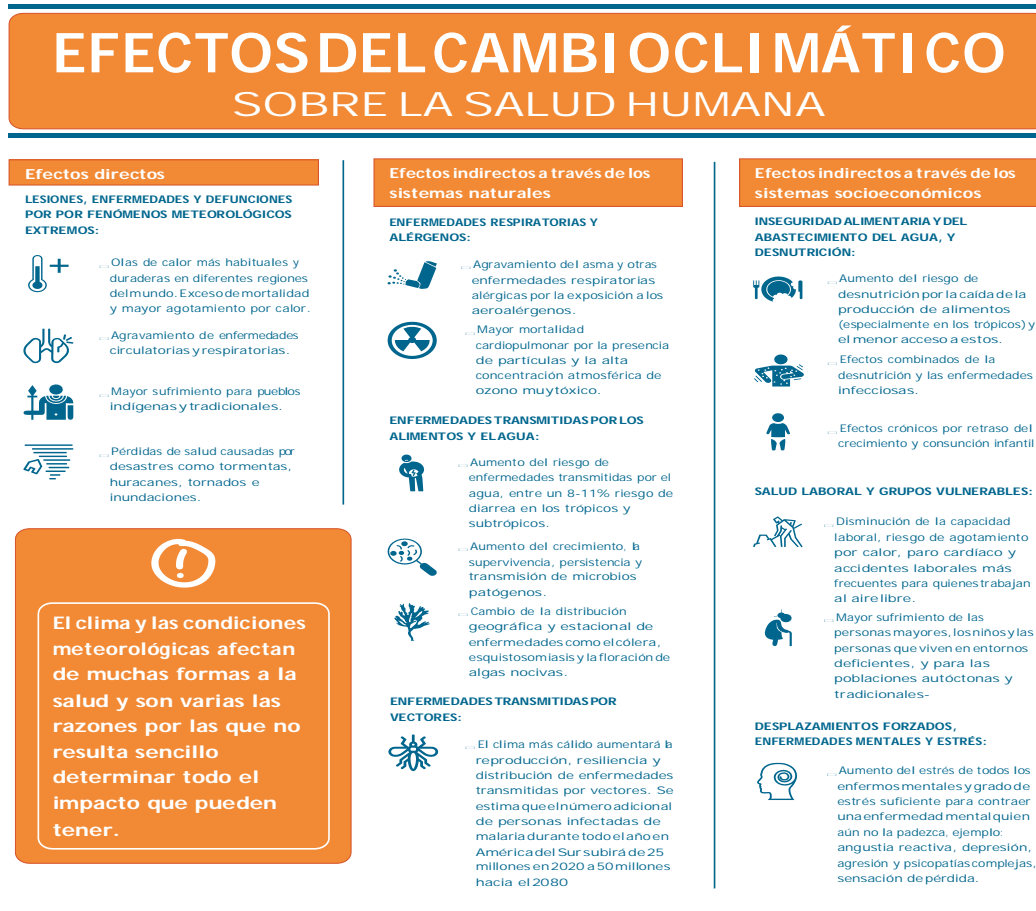 EFECTOS DEL CAMBIO CLIMÁTICO
SOBRE LA SALUD HUMANA
Efectos directos
LESIONES, ENFERMEDADES Y DEFUNCIONES
POR POR FENÓMENOS METEOROLÓGICOS
EXTREMOS:
Olas de calor más habituales y
duraderas en diferentes regiones
del mundo. Exceso de mortalidad
y mayor agotamiento por calor.
Agravamiento de enfermedades
circulatorias y respiratorias.
Mayor sufrimiento para pueblos
indígenas y tradicionales.
Pérdidas de salud causadas por
desastres como tormentas,
huracanes, tornados e
inundaciones.
El clima y las condiciones
meteorológicas afectan
de muchas formas a la
salud y son varias las
razones por las que no
resulta sencillo
determinar todo el
impacto que pueden
tener.
Efectos indirectos a través de los
sistemas naturales
ENFERMEDADES RESPIRATORIAS Y
ALÉRGENOS:
Agravamiento del asma y otras
enfermedades respiratorias
alérgicas por la exposición a los
aeroalérgenos.
Mayor mortalidad
cardiopulmonar por la presencia
de partículas y la alta
concentración atmosférica de
ozono muy tóxico.
ENFERMEDADES TRANSMITIDAS POR LOS
ALIMENTOS Y EL AGUA:
Aumento del riesgo de
enfermedades transmitidas por el
agua, entre un 8-11% riesgo de
diarrea en los trópicos y
subtrópicos.
Aumento del crecimiento, la
supervivencia, persistencia y
transmisión de microbios
patógenos.
Cambio de la distribución
geográfica y estacional de
enfermedades como el cólera,
esquistosomiasis y la floración de
algas nocivas.
ENFERMEDADES TRANSMITIDAS POR
VECTORES:
El clima más cálido aumentará la
reproducción, resiliencia y
distribución de enfermedades
transmitidas por vectores. Se
estima que el número adicional
de personas infectadas de
malaria durante todo el año en
América del Sur subirá de 25
millones en 2020 a 50 millones
hacia el 2080
Efectos indirectos a través de los
sistemas socioeconómicos
INSEGURIDAD ALIMENTARIA Y DEL
ABASTECIMIENTO DEL AGUA, Y
DESNUTRICIÓN:
Aumento del riesgo de
desnutrición por la caída de la
producción de alimentos
(especialmente en los trópicos) y
el menor acceso a estos.
Efectos combinados de la
desnutrición y las enfermedades
infecciosas.
Efectos crónicos por retraso del
crecimiento y consunción infantil
SALUD LABORAL Y GRUPOS VULNERABLES:
Disminución de la capacidad
laboral, riesgo de agotamiento
por calor, paro cardíaco y
accidentes laborales más
frecuentes para quienes trabajan
al aire libre.
Mayor sufrimiento de las
personas mayores, los niños y las
personas que viven en entornos
deficientes, y para las
poblaciones autóctonas y
tradicionales-
DESPLAZAMIENTOS FORZADOS,
ENFERMEDADES MENTALES Y ESTRÉS:
Aumento del estrés de todos los
enfermos mentales y grado de
estrés suficiente para contraer
una enfermedad mental quien
aún no la padezca, ejemplo:
angustia reactiva, depresión,
agresión y psicopatías complejas,
sensación de pérdida.